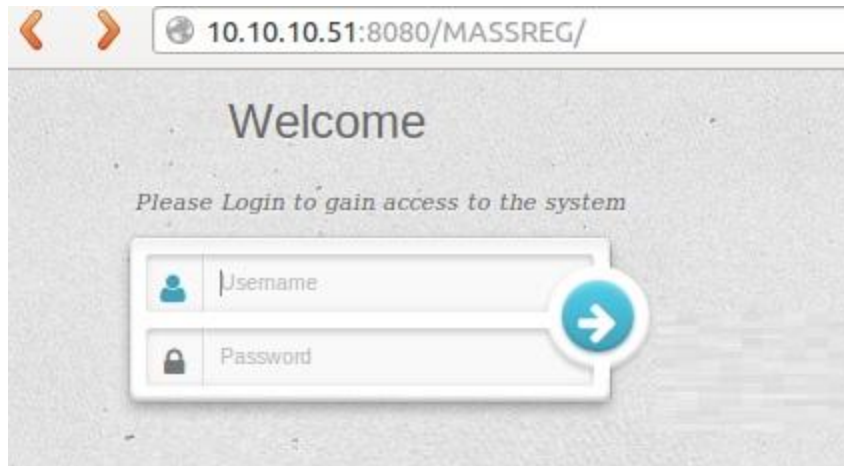 10.10.10.51:8080/MASSREG/
Welcome
Please Login to gain access to the system
Username
Password